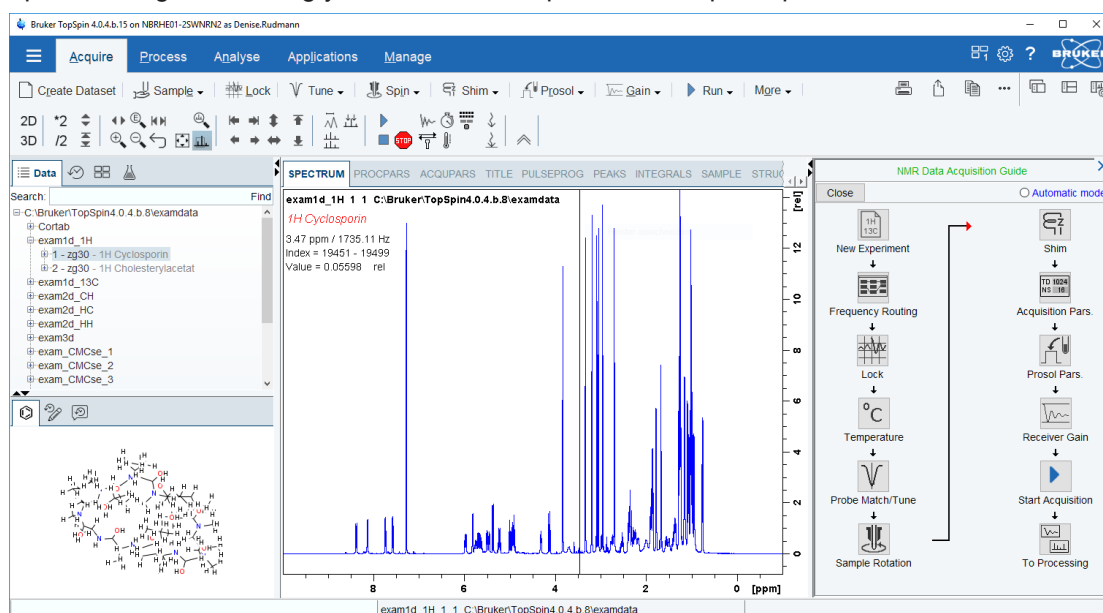 Bruker TopSpin 4.0.4.b.15 on NBRHE01-2SWNRN2 as Denise.Rudmann
Acquire Process Analyse Applications Manage
BRUKER
Create Dataset Sample Lock Tune Spin Shim Prosol Gain Run More
2D *2
3D /2
STOP
Data
Search: Find
C:\Bruker\TopSpin4.0.4.b.8\examdata
Cortab
exam1d_1H
1 - zg30 - 1H Cyclosporin
2 - zg30 - 1H Cholesterylacetat
exam1d_13C
exam2d_CH
exam2d_HC
exam2d_HH
exam3d
exam_CMCse_1
exam_CMCse_2
exam_CMCse_3
SPECTRUM PROCPARS ACQUPARS TITLE PULSEPROG PEAKS INTEGRALS SAMPLE STRUC
exam1d_1H 1 1 C:\Bruker\TopSpin4.0.4.b.8\examdata
1H Cyclosporin
3.47 ppm / 1735.11 Hz
Index = 19451 - 19499
Value = 0.05598 rel
[rel]
12
10
8
6
4
2
0
8 6 4 2 0 [ppm]
exam1d_1H 1 1 C:\Bruker\TopSpin4.0.4.b.8\examdata
NMR Data Acquisition Guide
Close Automatic mode
1H
13C
New Experiment
Frequency Routing
Lock
°C
Temperature
Probe Match/Tune
Sample Rotation
Shim
TD 1024
NS 16
Acquisition Pars.
Prosol Pars.
Receiver Gain
Start Acquisition
To Processing